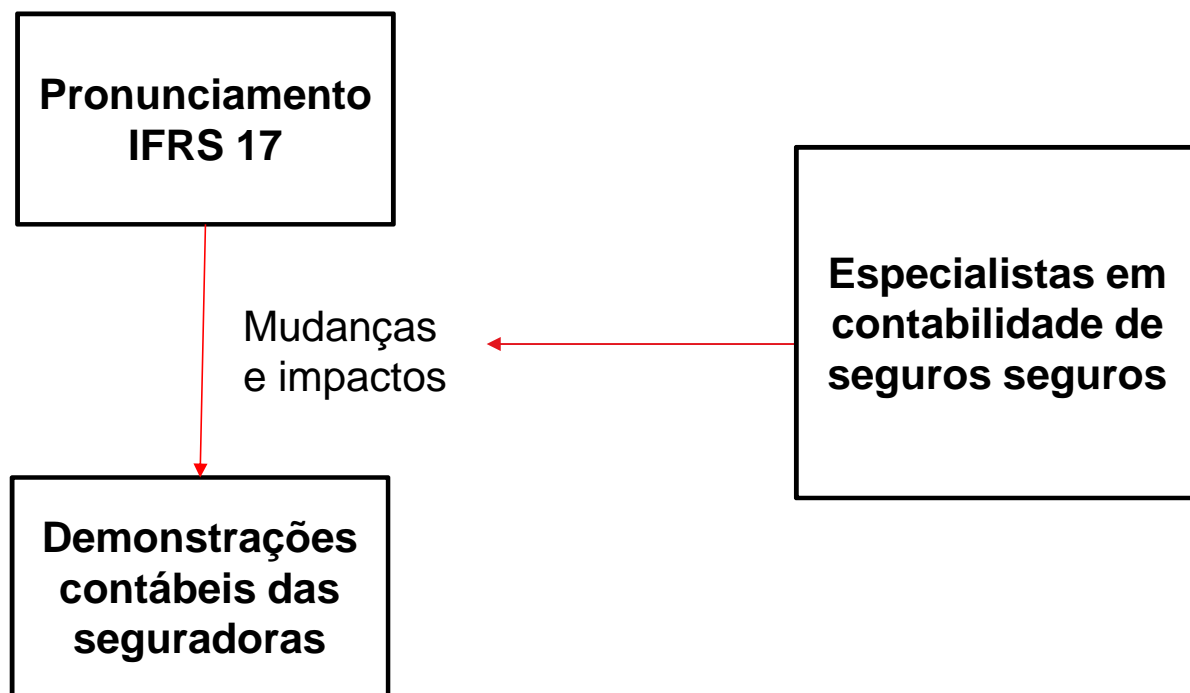 Pronunciamento
IFRS 17
Mudanças
e impactos
Especialistas em
contabilidade de
seguros seguros
Demonstrações
contábeis das
seguradoras